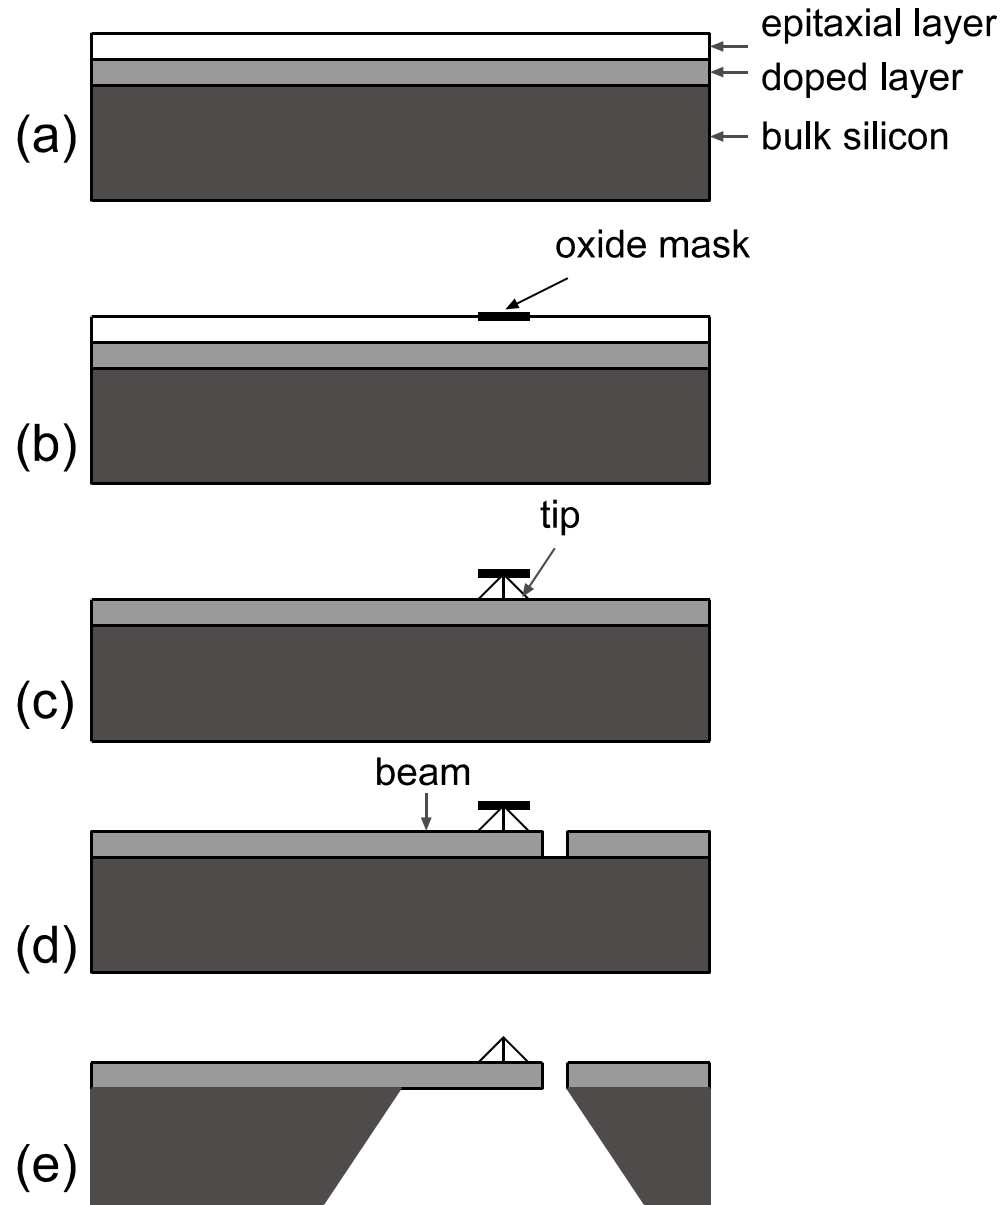 epitaxial layer
doped layer
(a)
bulk silicon
oxide mask
(b)
tip
(c)
beam
(d)
(e)